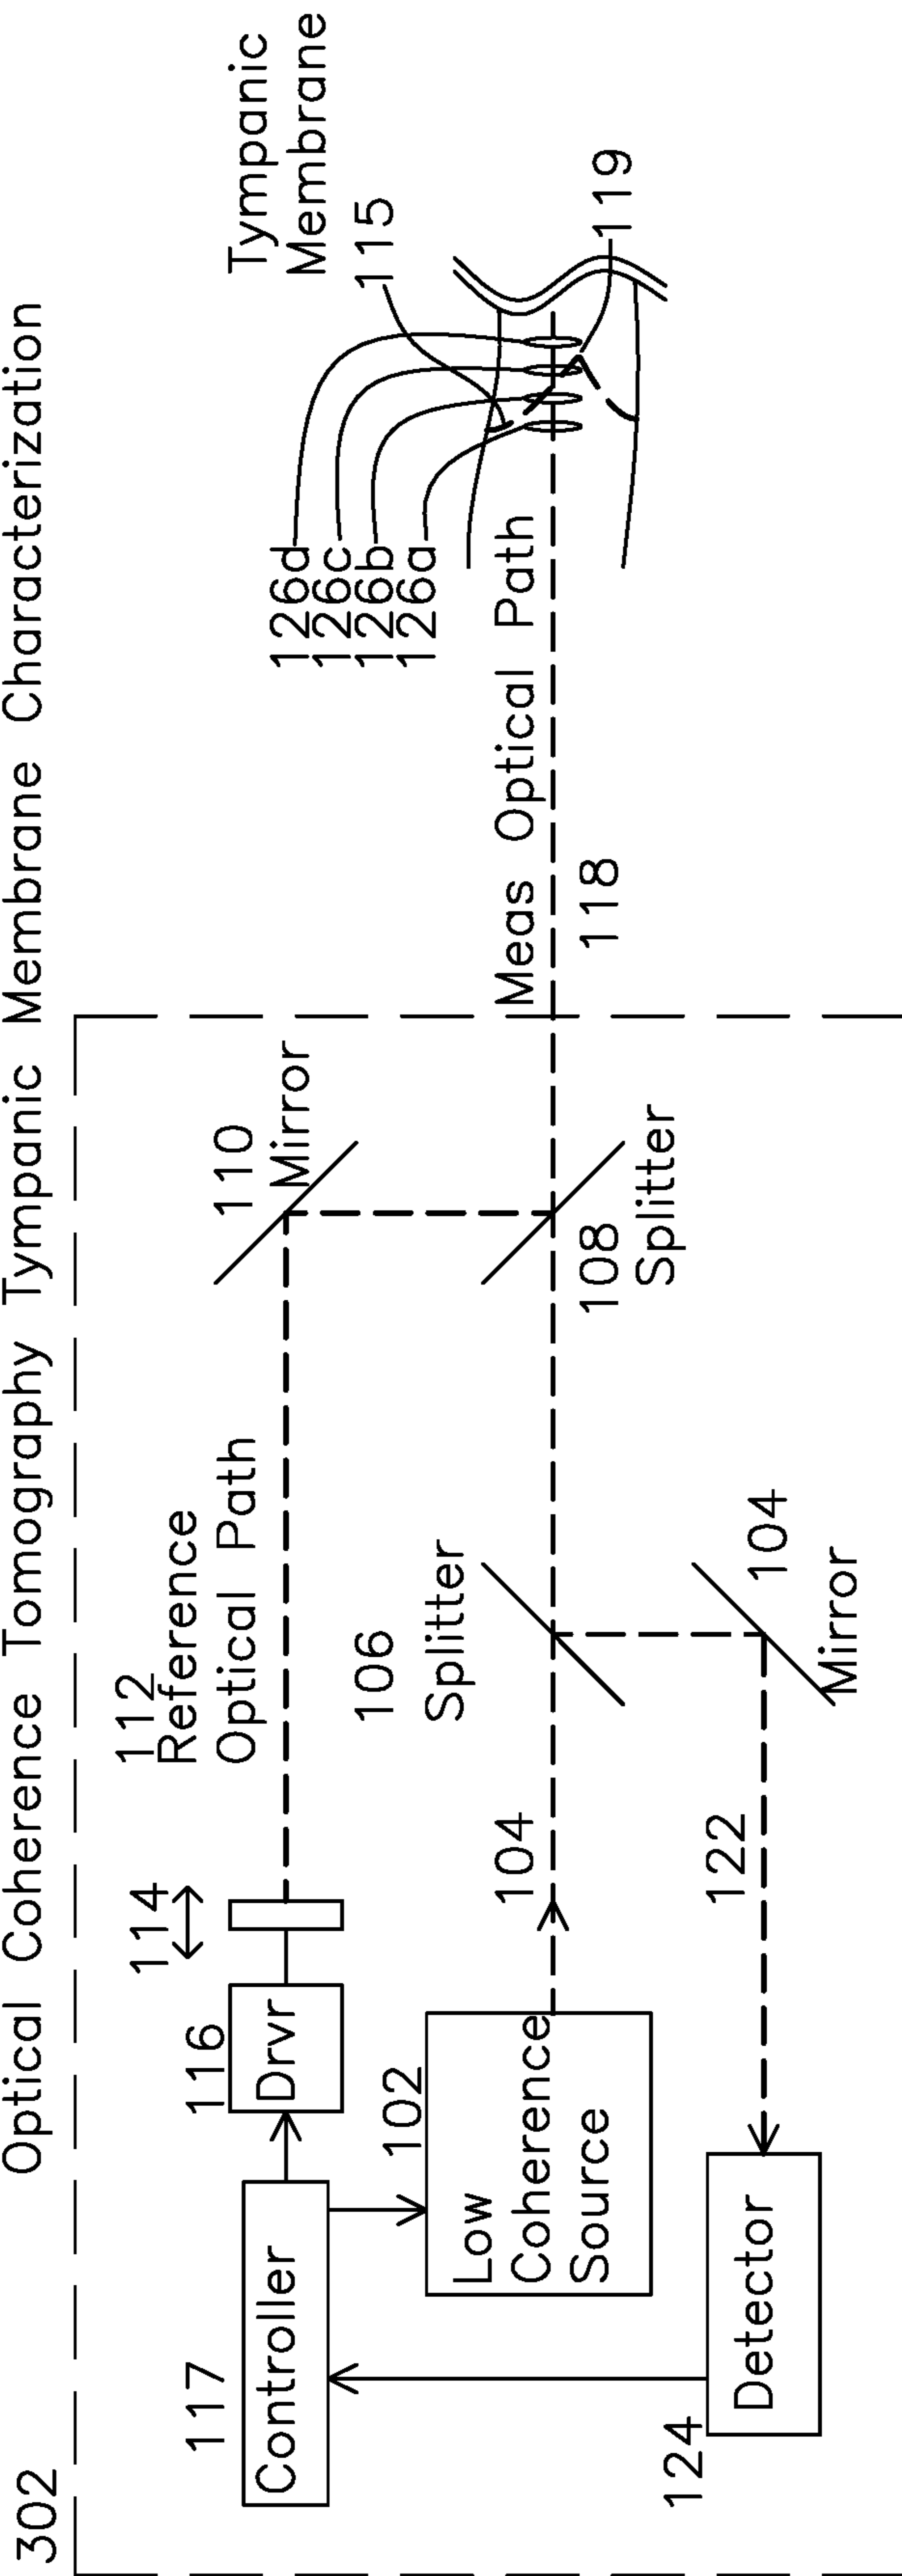 Optical Coherence Tomography Tympanic Membrane Characterization
302
117
Controller
116
Drvr
114
112
Reference
Optical Path
110
Mirror
102
Low
Coherence
Source
104
106
Splitter
108
Splitter
Meas Optical Path
118
124
Detector
122
104
Mirror
126d
126c
126b
126a
Tympanic
Membrane
115
119